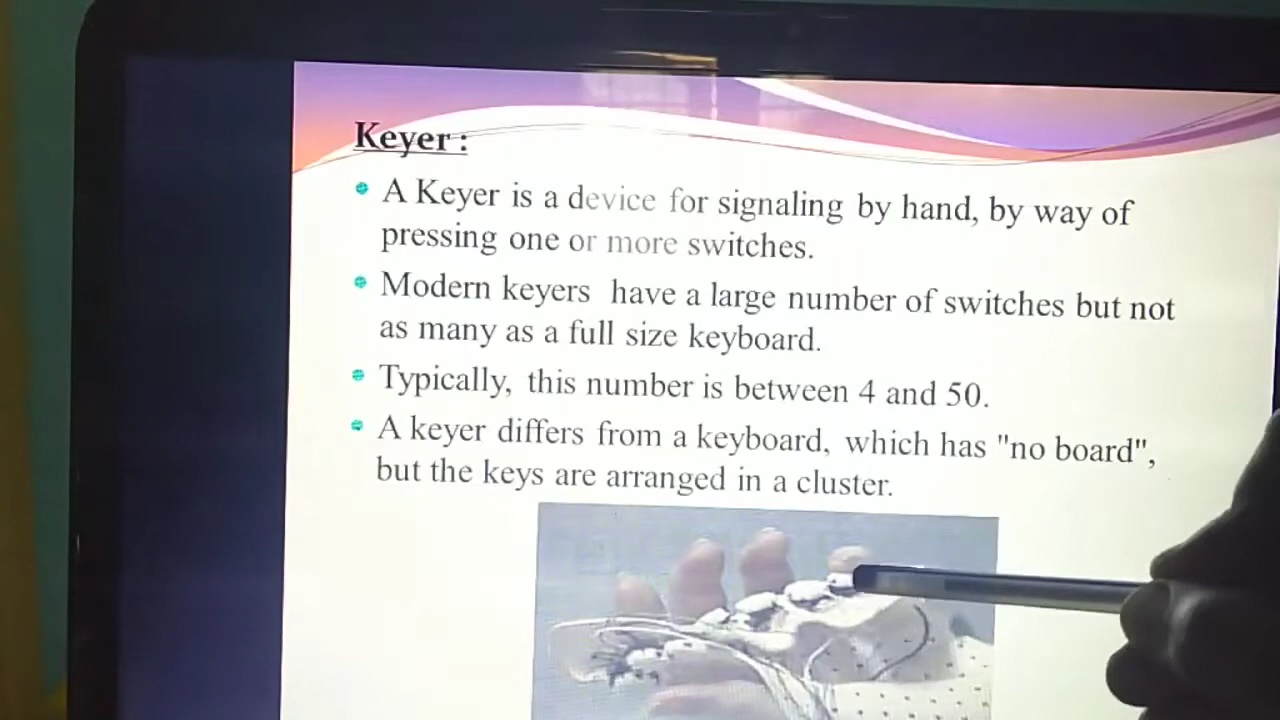 Keyer :
A Keyer is a device for signaling by hand, by way of
pressing one or more switches.
Modern keyers have a large number of switches but not
as many as a full size keyboard.
Typically, this number is between 4 and 50.
A keyer differs from a keyboard, which has "no board",
but the keys are arranged in a cluster.